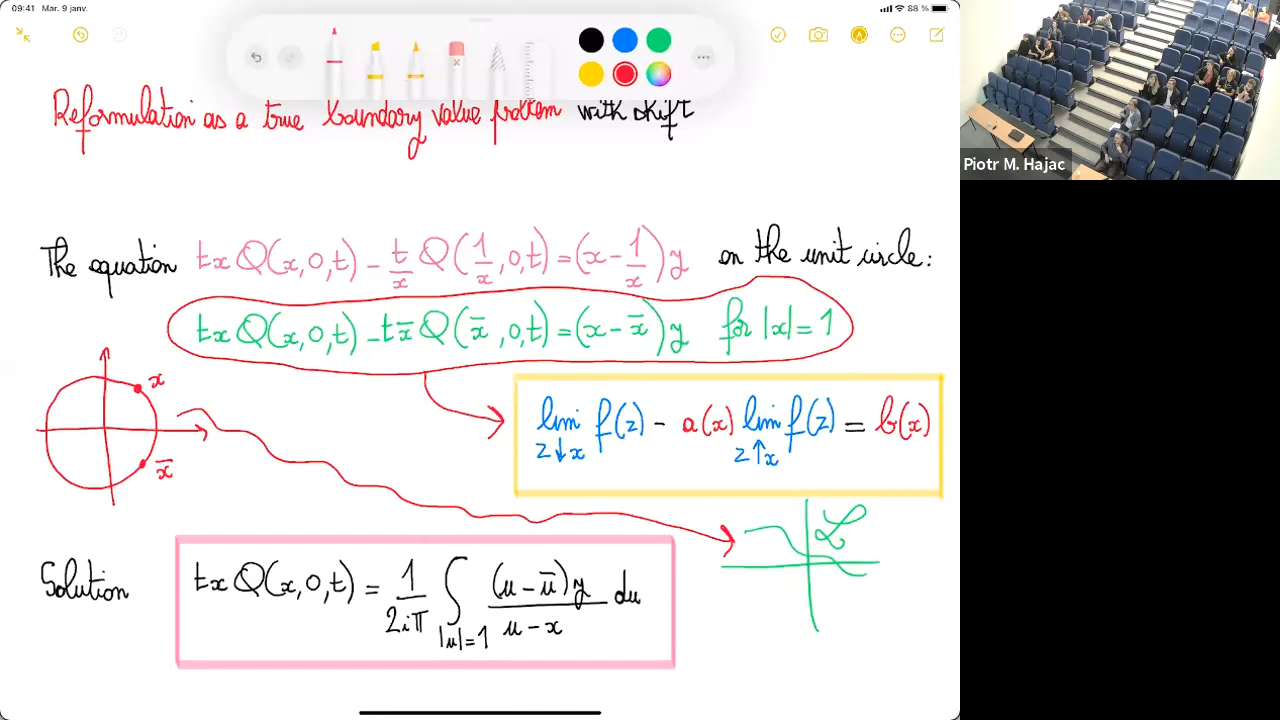 09:41 Mar. 9 janv.
88 %
Reformulation as a true boundary value problem with shift
Piotr M. Hajac
The equation tx Q(x,0,t) - t/x Q(1/x,0,t) = (x - 1/x) y on the unit circle:
tx Q(x,0,t) - t x̄ Q(x̄,0,t) = (x - x̄) y for |x| = 1
x
x̄
lim f(z) - a(x) lim f(z) = b(x)
z↓x z↑x
ℒ
Solution tx Q(x,0,t) = 1/2iπ ∫|u|=1 (u - ū) y / u - x du